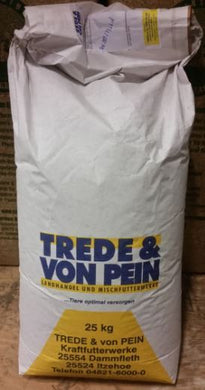 TREDE &
VON PEIN
LANDHANDEL UND MISCHFUTTERWERKE
...Tiere optimal versorgen
25 kg
TREDE & von PEIN
Kraftfutterwerke
25554 Dammfleth
25524 Itzehoe
Telefon 04821-6000-0